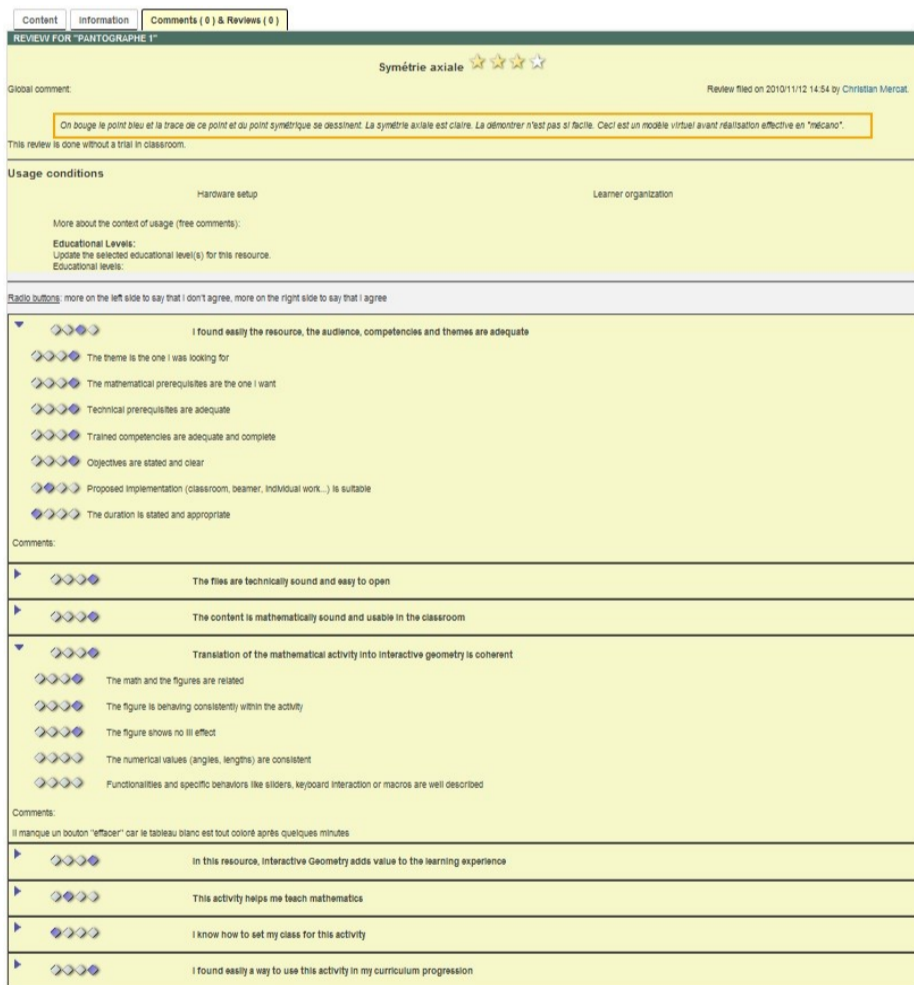 Content Information Comments ( 0 ) & Reviews ( 0 )
REVIEW FOR "PANTOGRAPHE 1"
Symétrie axiale
Global comment: Review filed on 2010/11/12 14:54 by Christian Mercat.
On bouge le point bleu et la trace de ce point et du point symétrique se dessinent. La symétrie axiale est claire. La démontrer n'est pas si facile. Ceci est un modèle virtuel avant réalisation effective en "mécano".
This review is done without a trial in classroom.
Usage conditions
Hardware setup Learner organization
More about the context of usage (free comments):
Educational Levels:
Update the selected educational level(s) for this resource.
Educational levels:
Radio buttons: more on the left side to say that I don't agree, more on the right side to say that I agree
I found easily the resource, the audience, competencies and themes are adequate
The theme is the one I was looking for
The mathematical prerequisites are the one I want
Technical prerequisites are adequate
Trained competencies are adequate and complete
Objectives are stated and clear
Proposed implementation (classroom, beamer, individual work...) is suitable
The duration is stated and appropriate
Comments:
The files are technically sound and easy to open
The content is mathematically sound and usable in the classroom
Translation of the mathematical activity into interactive geometry is coherent
The math and the figures are related
The figure is behaving consistently within the activity
The figure shows no ill effect
The numerical values (angles, lengths) are consistent
Functionalities and specific behaviors like sliders, keyboard interaction or macros are well described
Comments:
Il manque un bouton "effacer" car le tableau blanc est tout coloré après quelques minutes
In this resource, Interactive Geometry adds value to the learning experience
This activity helps me teach mathematics
I know how to set my class for this activity
I found easily a way to use this activity in my curriculum progression